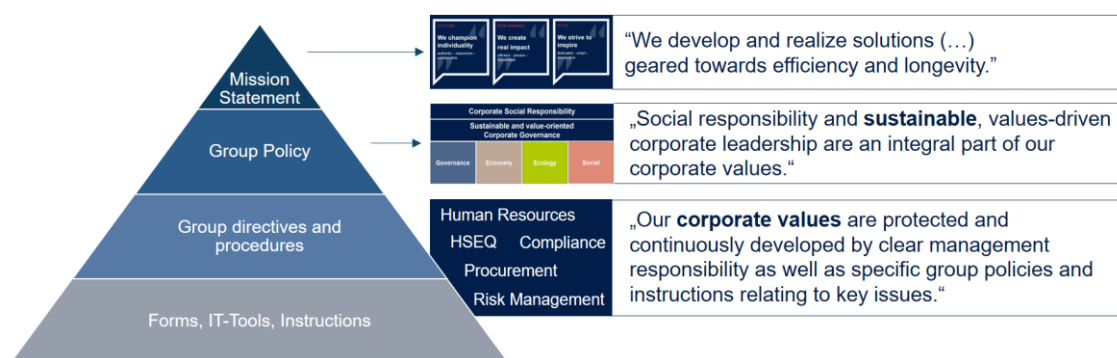 Mission
Statement
Group Policy
Group directives and
procedures
Forms, IT-Tools, Instructions
We champion
individuality
We create
real impact
We strive to
inspire
“We develop and realize solutions (…)
geared towards efficiency and longevity.”
Corporate Social Responsibility
Sustainable and value-oriented
Corporate Governance
Governance
Economy
Ecology
Social
„Social responsibility and sustainable, values-driven
corporate leadership are an integral part of our
corporate values.“
Human Resources
HSEQ Compliance
Procurement
Risk Management
„Our corporate values are protected and
continuously developed by clear management
responsibility as well as specific group policies and
instructions relating to key issues.“